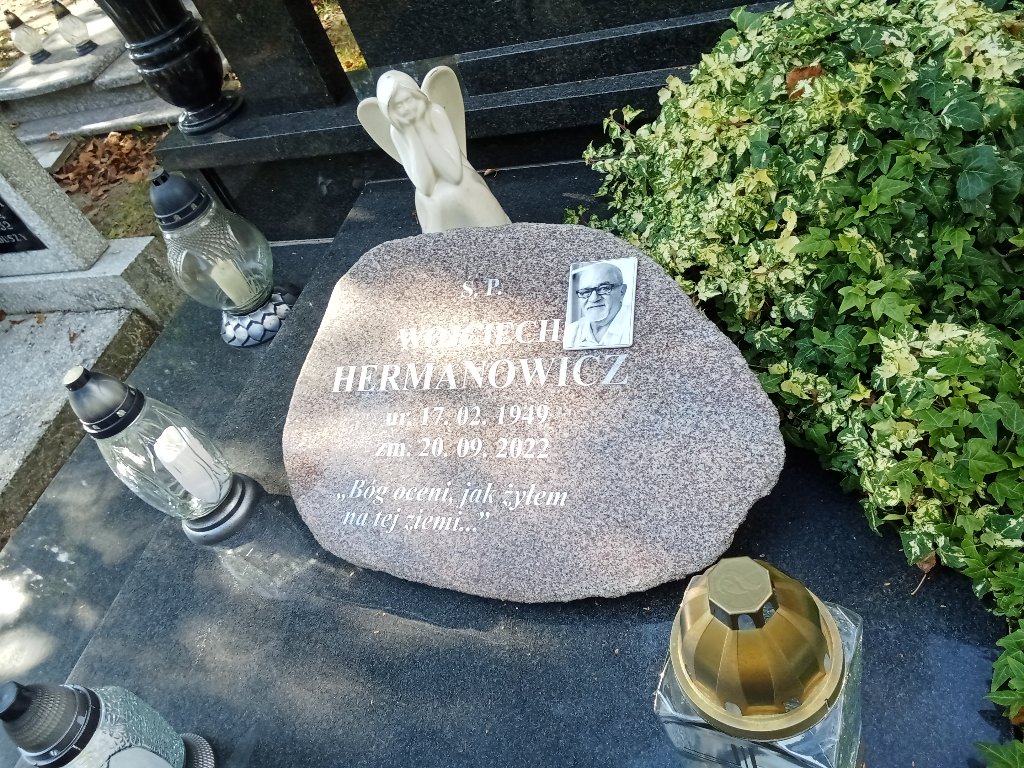 Ś. P.
WOJCIECH
HERMANOWICZ
ur. 17. 02. 1949
zm. 20. 09. 2022
„Bóg oceni, jak żyłem
na tej ziemi...”